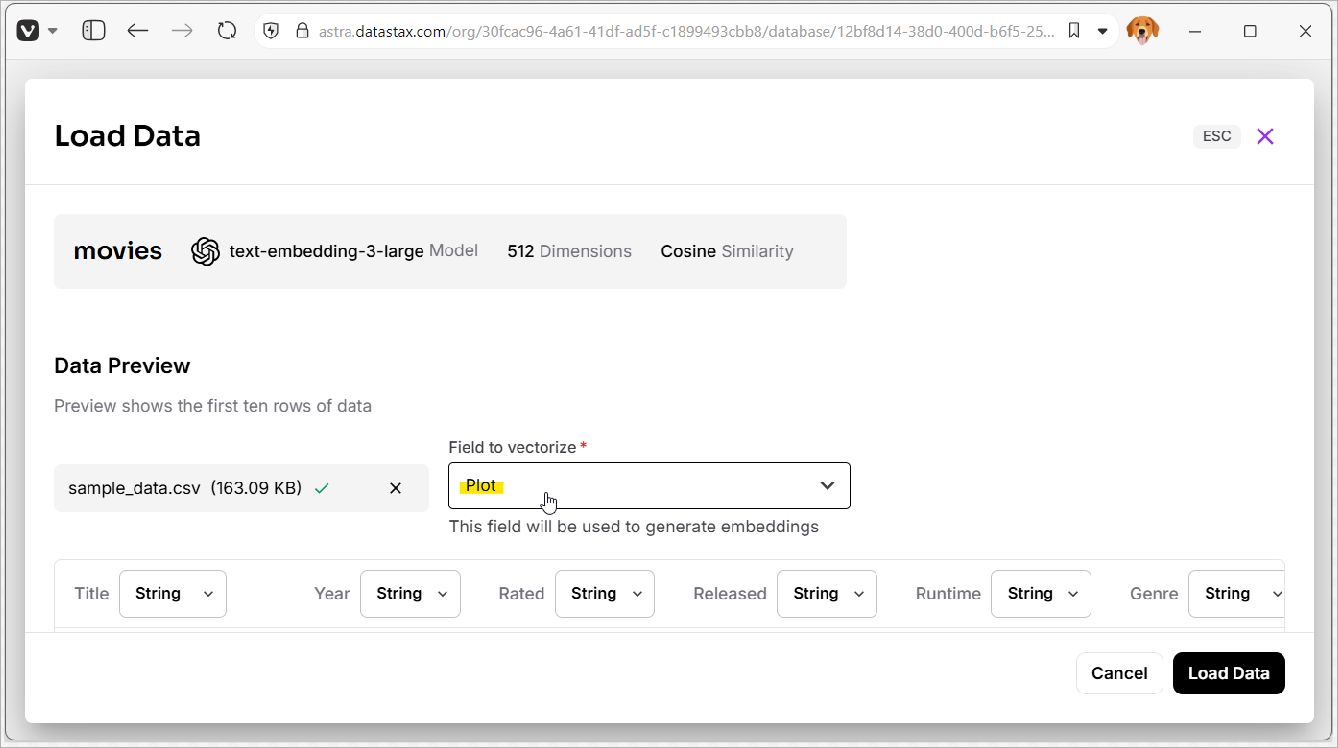 astra.datastax.com/org/30fcac96-4a61-41df-ad5f-c1899493cbb8/database/12bf8d14-38d0-400d-b6f5-25...
Load Data
ESC
movies text-embedding-3-large Model 512 Dimensions Cosine Similarity
Data Preview
Preview shows the first ten rows of data
Field to vectorize *
sample_data.csv (163.09 KB)
Plot
This field will be used to generate embeddings
Title String Year String Rated String Released String Runtime String Genre String
Cancel Load Data